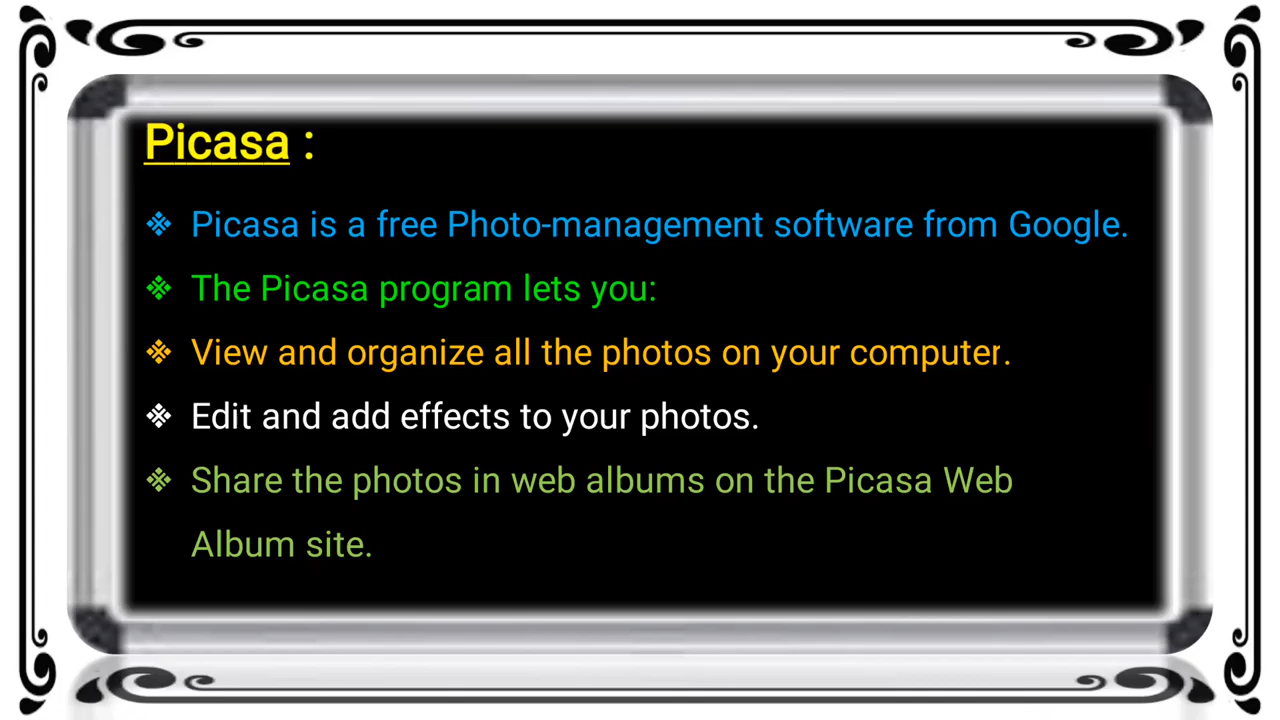 Picasa :
❖ Picasa is a free Photo-management software from Google.
❖ The Picasa program lets you:
❖ View and organize all the photos on your computer.
❖ Edit and add effects to your photos.
❖ Share the photos in web albums on the Picasa Web
Album site.